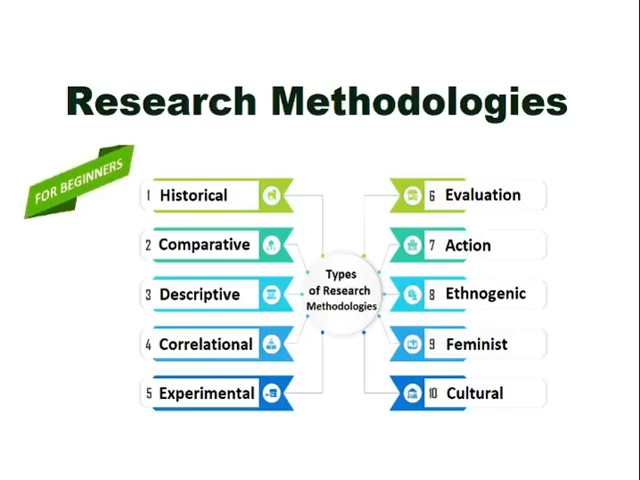 Research Methodologies
FOR BEGINNERS
1 Historical
2 Comparative
3 Descriptive
4 Correlational
5 Experimental
Types
of Research
Methodologies
6 Evaluation
7 Action
8 Ethnogenic
9 Feminist
10 Cultural